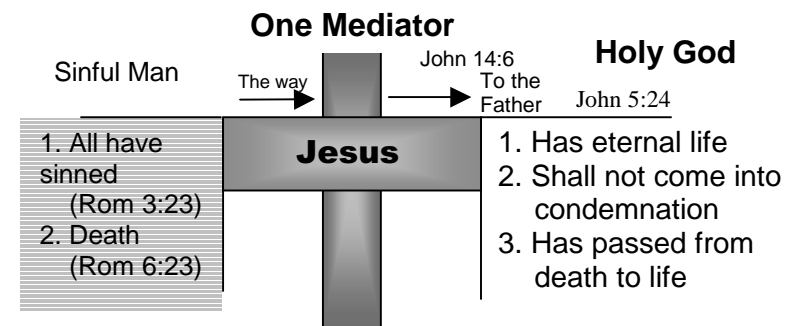 One Mediator
Sinful Man
The way
John 14:6
To the
Father
Holy God
John 5:24
1. All have
sinned
(Rom 3:23)
2. Death
(Rom 6:23)
Jesus
1. Has eternal life
2. Shall not come into
condemnation
3. Has passed from
death to life